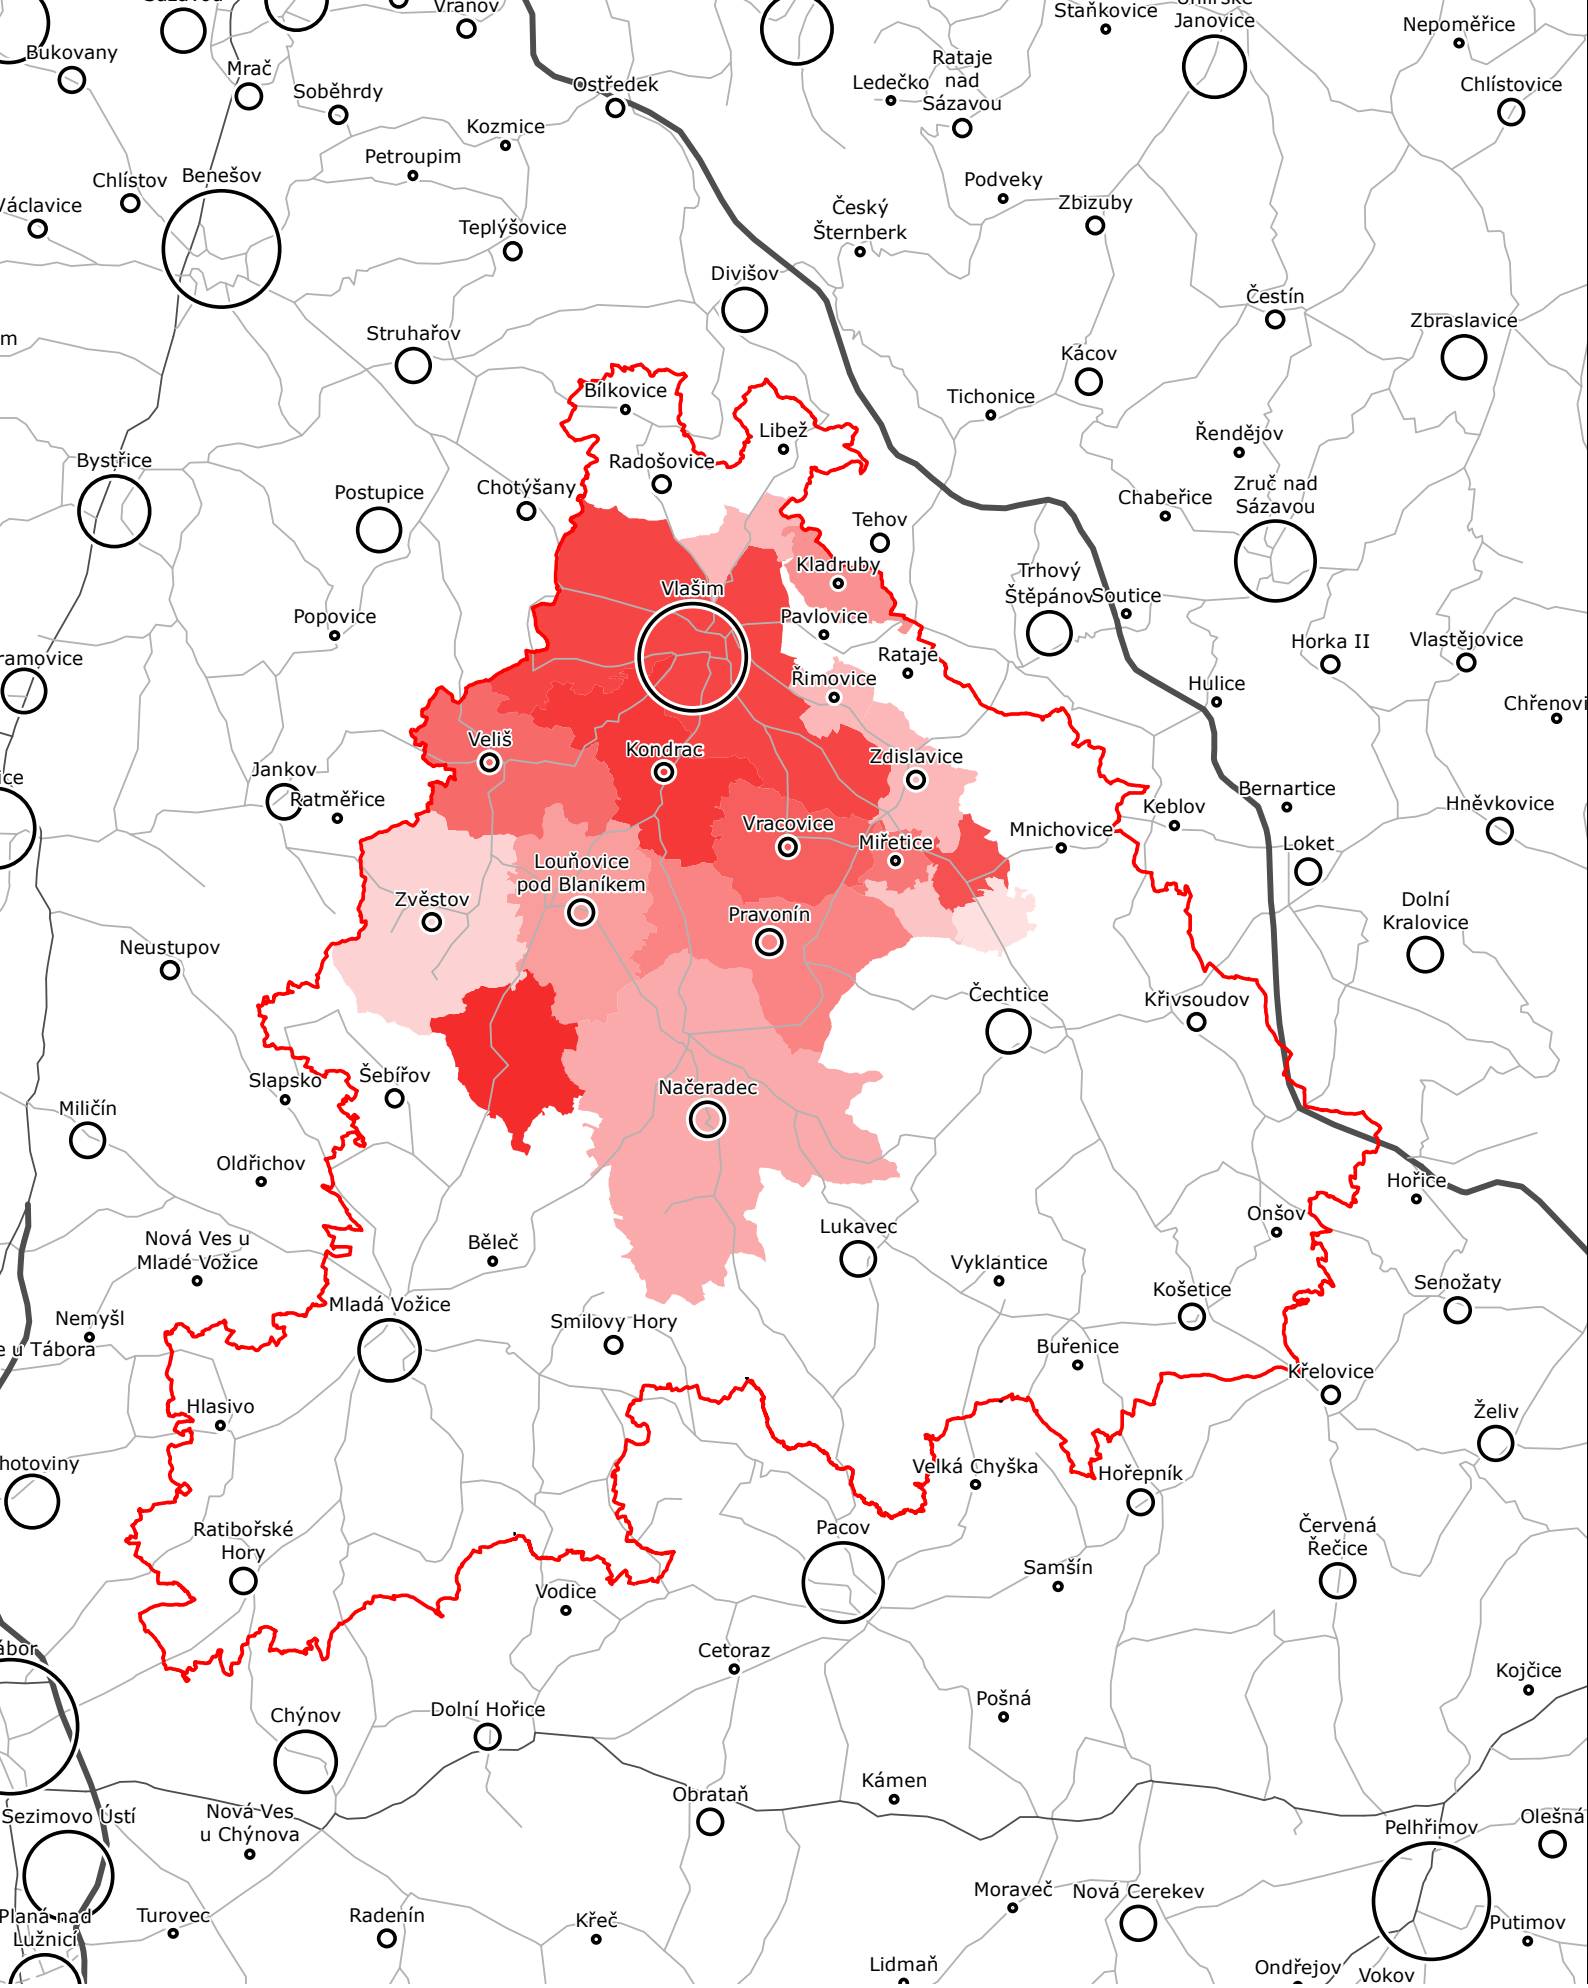 Vranov
Staňkovice
Janovice
Nepoměřice
Bukovany
Mrač
Soběhrdy
Ostředek
Ledečko
Rataje
nad
Sázavou
Chlístovice
Kozmice
Petroupim
Chlístov
Benešov
Podveky
Zbizuby
Václavice
Teplýšovice
Český
Šternberk
Divišov
Čestín
Zbraslavice
m
Struhařov
Kácov
Bílkovice
Tichonice
Libež
Řendějov
Bystřice
Radošovice
Postupice
Chotýšany
Chabeřice
Zruč nad
Sázavou
Tehov
Kladruby
Trhový
Štěpánov
Soutice
Vlašim
Popovice
Pavlovice
Horka II
Vlastějovice
ramovice
Rataje
Římovice
Hulice
Chřenovi
Veliš
Kondrac
Zdislavice
Jankov
ice
Ratměřice
Bernartice
Keblov
Hněvkovice
Vracovice
Miřetice
Mnichovice
Loket
Louňovice
pod Blaníkem
Zvěstov
Pravonín
Dolní
Kralovice
Neustupov
Čechtice
Křivsoudov
Slapsko
Šebířov
Načeradec
Miličín
Oldřichov
Hořice
Onšov
Nová Ves u
Mladé Vožice
Běleč
Lukavec
Vyklantice
Košetice
Senožaty
Nemyšl
Mladá Vožice
Smilovy Hory
e u Tábora
Buřenice
Křelovice
Hlasivo
Želiv
hotoviny
Velká Chyška
Hořepník
Ratibořské
Hory
Pacov
Červená
Řečice
Samšín
Vodice
ábor
Cetoraz
Kojčice
Chýnov
Dolní Hořice
Pošná
Kámen
Obrataň
Sezimovo Ústí
Nová Ves
u Chýnova
Pelhřimov
Olešná
Planá nad
Lužnicí
Turovec
Radenín
Křeč
Moraveč
Nová Cerekev
Putimov
Lidmaň
Ondřejov
Vokov